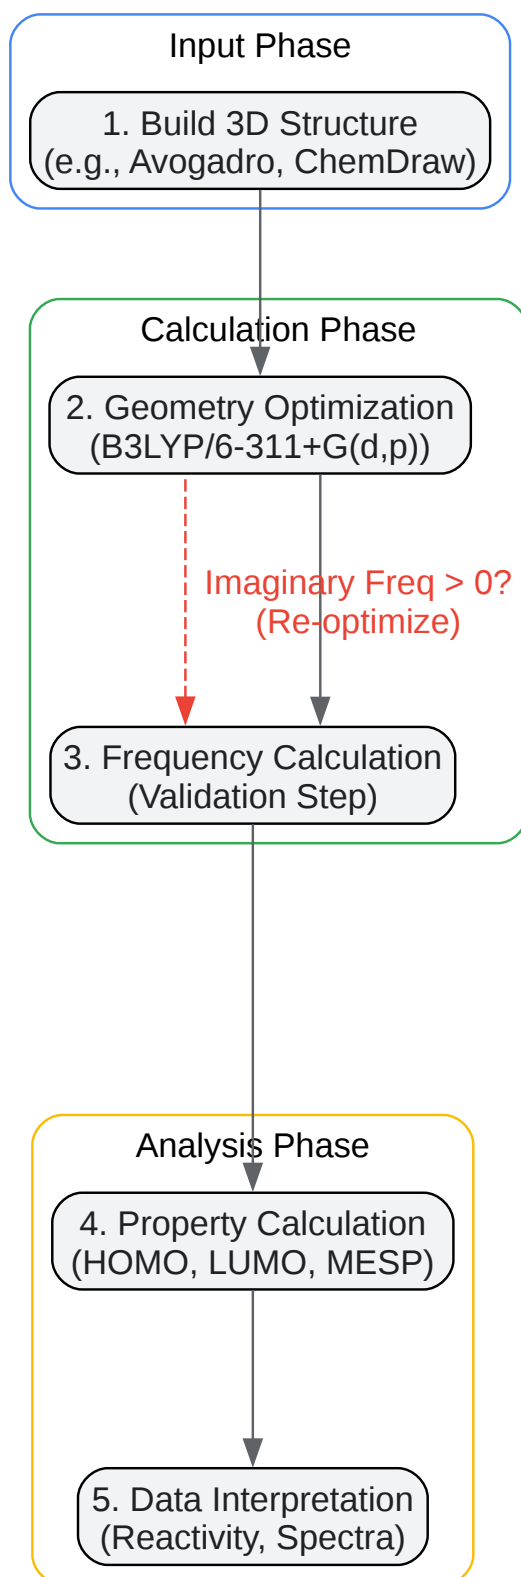 Input Phase
1. Build 3D Structure
(e.g., Avogadro, ChemDraw)
Calculation Phase
2. Geometry Optimization
(B3LYP/6-311+G(d,p))
Imaginary Freq > 0?
(Re-optimize)
3. Frequency Calculation
(Validation Step)
Analysis Phase
4. Property Calculation
(HOMO, LUMO, MESP)
5. Data Interpretation
(Reactivity, Spectra)